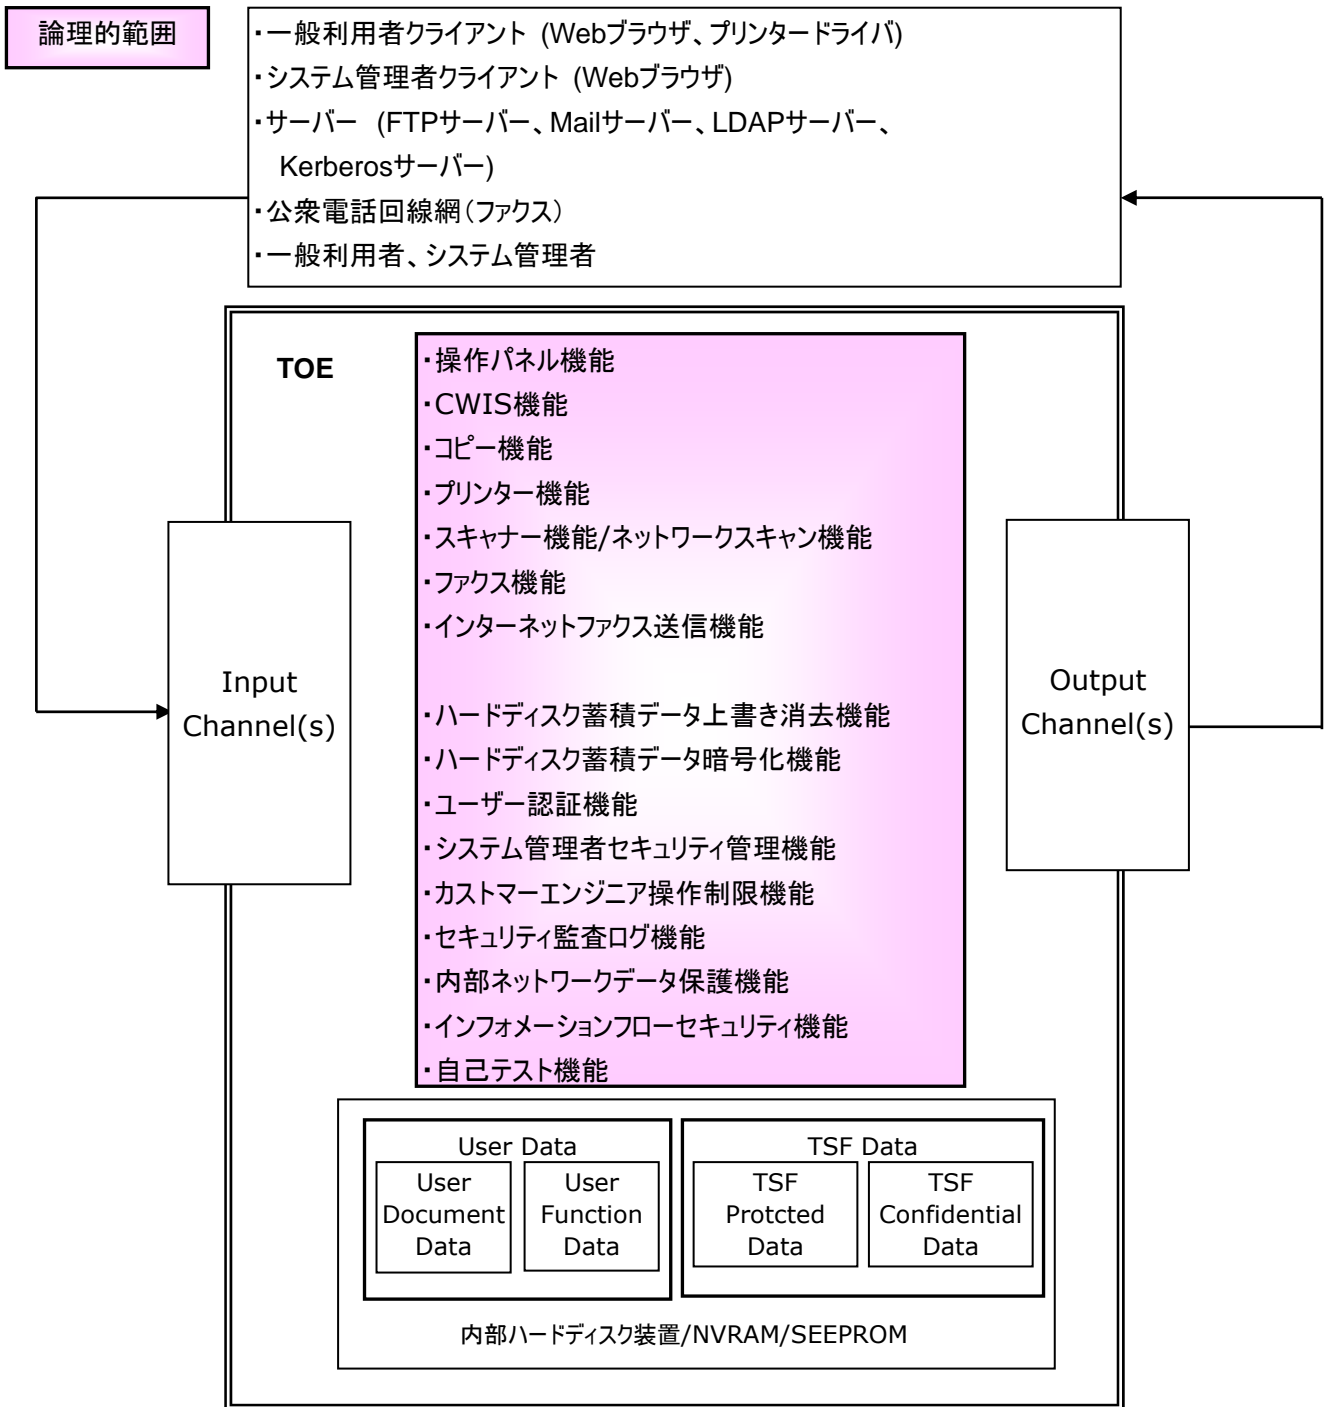 論理的範囲
・一般利用者クライアント (Webブラウザ、プリンタードライバ)
・システム管理者クライアント (Webブラウザ)
・サーバー (FTPサーバー、Mailサーバー、LDAPサーバー、
Kerberosサーバー)
・公衆電話回線網(ファクス)
・一般利用者、システム管理者
TOE
・操作パネル機能
・CWIS機能
・コピー機能
・プリンター機能
・スキャナー機能/ネットワークスキャン機能
・ファクス機能
・インターネットファクス送信機能
・ハードディスク蓄積データ上書き消去機能
・ハードディスク蓄積データ暗号化機能
・ユーザー認証機能
・システム管理者セキュリティ管理機能
・カストマーエンジニア操作制限機能
・セキュリティ監査ログ機能
・内部ネットワークデータ保護機能
・インフォメーションフローセキュリティ機能
・自己テスト機能
Input
Channel(s)
Output
Channel(s)
User Data
User
Document
Data
User
Function
Data
TSF Data
TSF
Protcted
Data
TSF
Confidential
Data
内部ハードディスク装置/NVRAM/SEEPROM